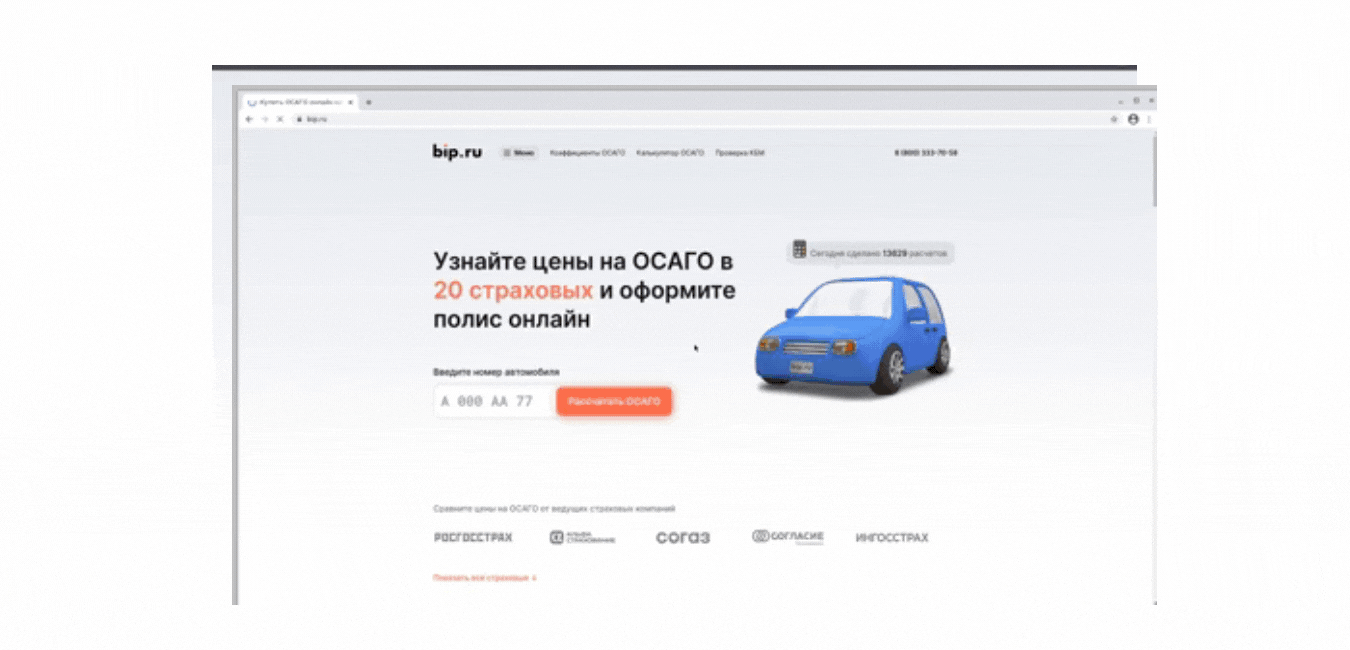 Купить ОСАГО онлайн
bip.ru
bip.ru
Меню
Коэффициенты ОСАГО
Калькулятор ОСАГО
Проверка КБМ
8 (800) 333-70-58
Сегодня сделано 13629 расчетов
Узнайте цены на ОСАГО в
20 страховых и оформите
полис онлайн
bip.ru
Введите номер автомобиля
А 000 АА 77
Рассчитать ОСАГО
Сравните цены на ОСАГО от ведущих страховых компаний
РОСГОССТРАХ
АЛЬФА
СТРАХОВАНИЕ
СОГАЗ
СОГЛАСИЕ
ИНГОССТРАХ
Показать все страховые ↓